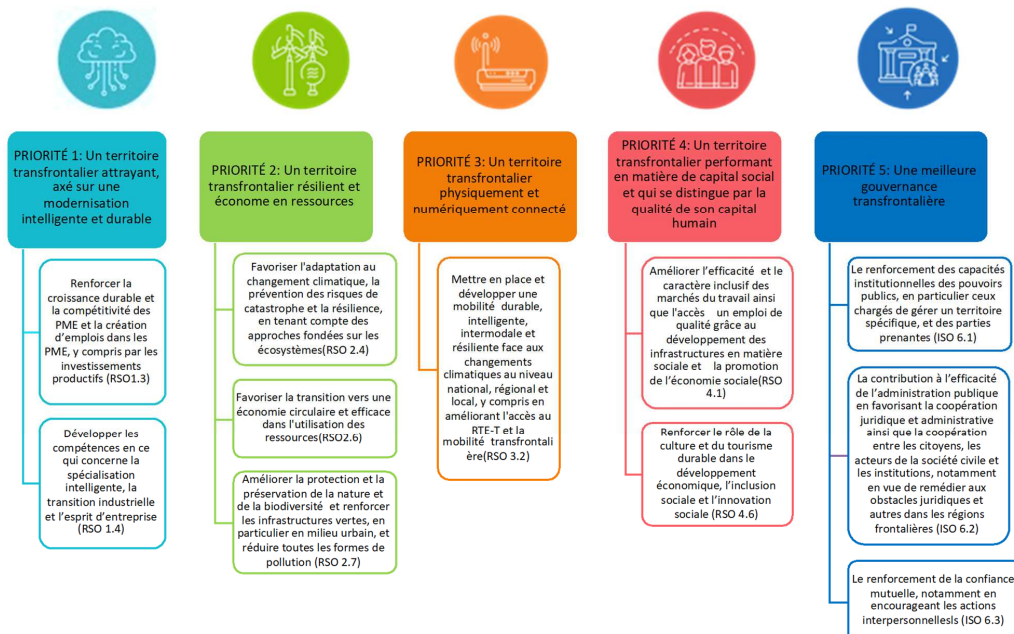 PRIORITÉ 1: Un territoire
transfrontalier attrayant,
axé sur une
modernisation
intelligente et durable
Renforcer la
croissance durable et
la compétitivité des
PME et la création
d'emplois dans les
PME, y compris par les
investissements
productifs (RSO1.3)
Développer les
compétences en ce
qui concerne la
spécialisation
intelligente, la
transition industrielle
et l'esprit d'entreprise
(RSO 1.4)
PRIORITÉ 2: Un territoire
transfrontalier résilient et
économe en ressources
Favoriser l'adaptation au
changement climatique, la
prévention des risques de
catastrophe et la résilience,
en tenant compte des
approches fondées sur les
écosystèmes(RSO 2.4)
Favoriser la transition vers une
économie circulaire et efficace
dans l'utilisation des
ressources(RSO2.6)
Améliorer la protection et la
préservation de la nature et
de la biodiversité et renforcer
les infrastructures vertes, en
particulier en milieu urbain, et
réduire toutes les formes de
pollution (RSO 2.7)
PRIORITÉ 3: Un territoire
transfrontalier
physiquement et
numériquement connecté
Mettre en place et
développer une
mobilité durable,
intelligente,
intermodale et
résiliente face aux
changements
climatiques au niveau
national, régional et
local, y compris en
améliorant l'accès au
RTE-T et la
mobilité transfrontali
ère(RSO 3.2)
PRIORITÉ 4: Un territoire
transfrontalier performant
en matière de capital social
et qui se distingue par la
qualité de son capital
humain
Améliorer l'efficacité et le
caractère inclusif des
marchés du travail ainsi
que l'accès un emploi de
qualité grâce au
développement des
infrastructures en matière
sociale et la promotion
de l'économie sociale(RSO
4.1)
Renforcer le rôle de la
culture et du tourisme
durable dans le
développement
économique, l'inclusion
sociale et l'innovation
sociale (RSO 4.6)
PRIORITÉ 5: Une meilleure
gouvernance
transfrontalière
Le renforcement des capacités
institutionnelles des pouvoirs
publics, en particulier ceux
chargés de gérer un territoire
spécifique, et des parties
prenantes (ISO 6.1)
La contribution à l'efficacité
de l'administration publique
en favorisant la coopération
juridique et administrative
ainsi que la coopération
entre les citoyens, les
acteurs de la société civile et
les institutions, notamment
en vue de remédier aux
obstacles juridiques et
autres dans les régions
frontalières (ISO 6.2)
Le renforcement de la confiance
mutuelle, notamment en
encourageant les actions
interpersonnellesls (ISO 6.3)